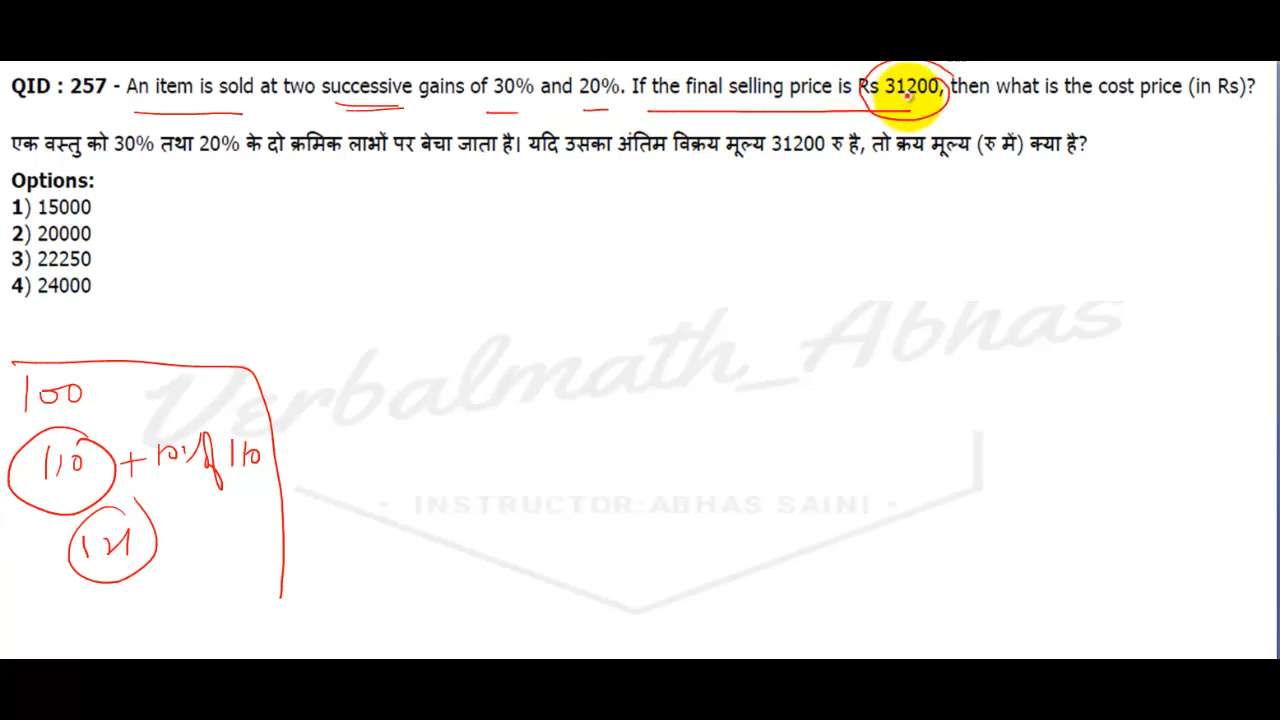 QID : 257 - An item is sold at two successive gains of 30% and 20%. If the final selling price is Rs 31200, then what is the cost price (in Rs)?
एक वस्तु को 30% तथा 20% के दो क्रमिक लाभों पर बेचा जाता है। यदि उसका अंतिम विक्रय मूल्य 31200 रु है, तो क्रय मूल्य (रु में) क्या है?
Options:
1) 15000
2) 20000
3) 22250
4) 24000
Verbalmath_Abhas
- INSTRUCTOR:ABHAS SAINI -
100
110 + 10% of 110
121